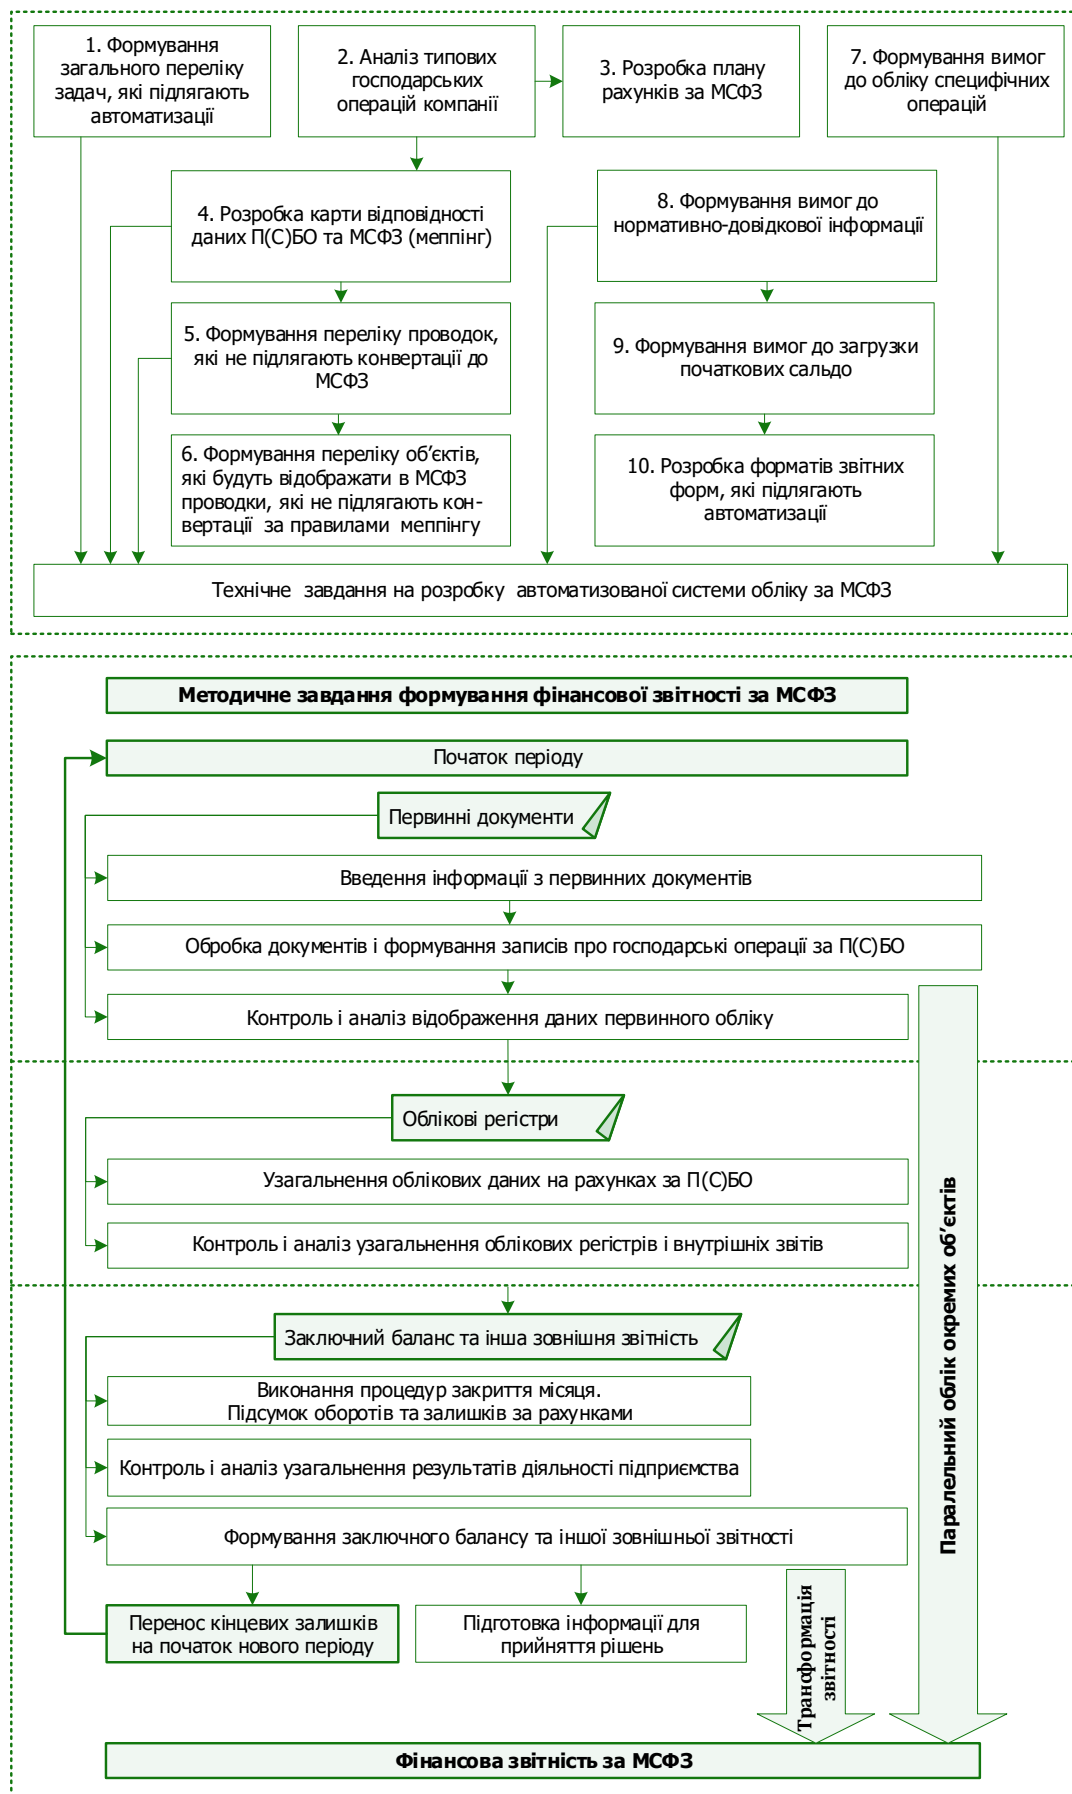 1. Формування
загального переліку
задач, які підлягають
автоматизації
2. Аналіз типових
господарських
операцій компанії
3. Розробка плану
рахунків за МСФЗ
7. Формування вимог
до обліку специфічних
операцій
4. Розробка карти відповідності
даних П(С)БО та МСФЗ (меппінг)
8. Формування вимог до
нормативно-довідкової інформації
5. Формування переліку проводок,
які не підлягають конвертації до
МСФЗ
9. Формування вимог до загрузки
початкових сальдо
6. Формування переліку об’єктів,
які будуть відображати в МСФЗ
проводки, які не підлягають кон-
вертації за правилами меппінгу
10. Розробка форматів звітних
форм, які підлягають
автоматизації
Технічне завдання на розробку автоматизованої системи обліку за МСФЗ
Методичне завдання формування фінансової звітності за МСФЗ
Початок періоду
Первинні документи
Введення інформації з первинних документів
Обробка документів і формування записів про господарські операції за П(С)БО
Контроль і аналіз відображення даних первинного обліку
Облікові регістри
Узагальнення облікових даних на рахунках за П(С)БО
Контроль і аналіз узагальнення облікових регістрів і внутрішніх звітів
Заключний баланс та інша зовнішня звітність
Виконання процедур закриття місяця.
Підсумок оборотів та залишків за рахунками
Контроль і аналіз узагальнення результатів діяльності підприємства
Формування заключного балансу та іншої зовнішньої звітності
Перенос кінцевих залишків
на початок нового періоду
Підготовка інформації для
прийняття рішень
Трансформація
звітності
Паралельний облік окремих об’єктів
Фінансова звітність за МСФЗ